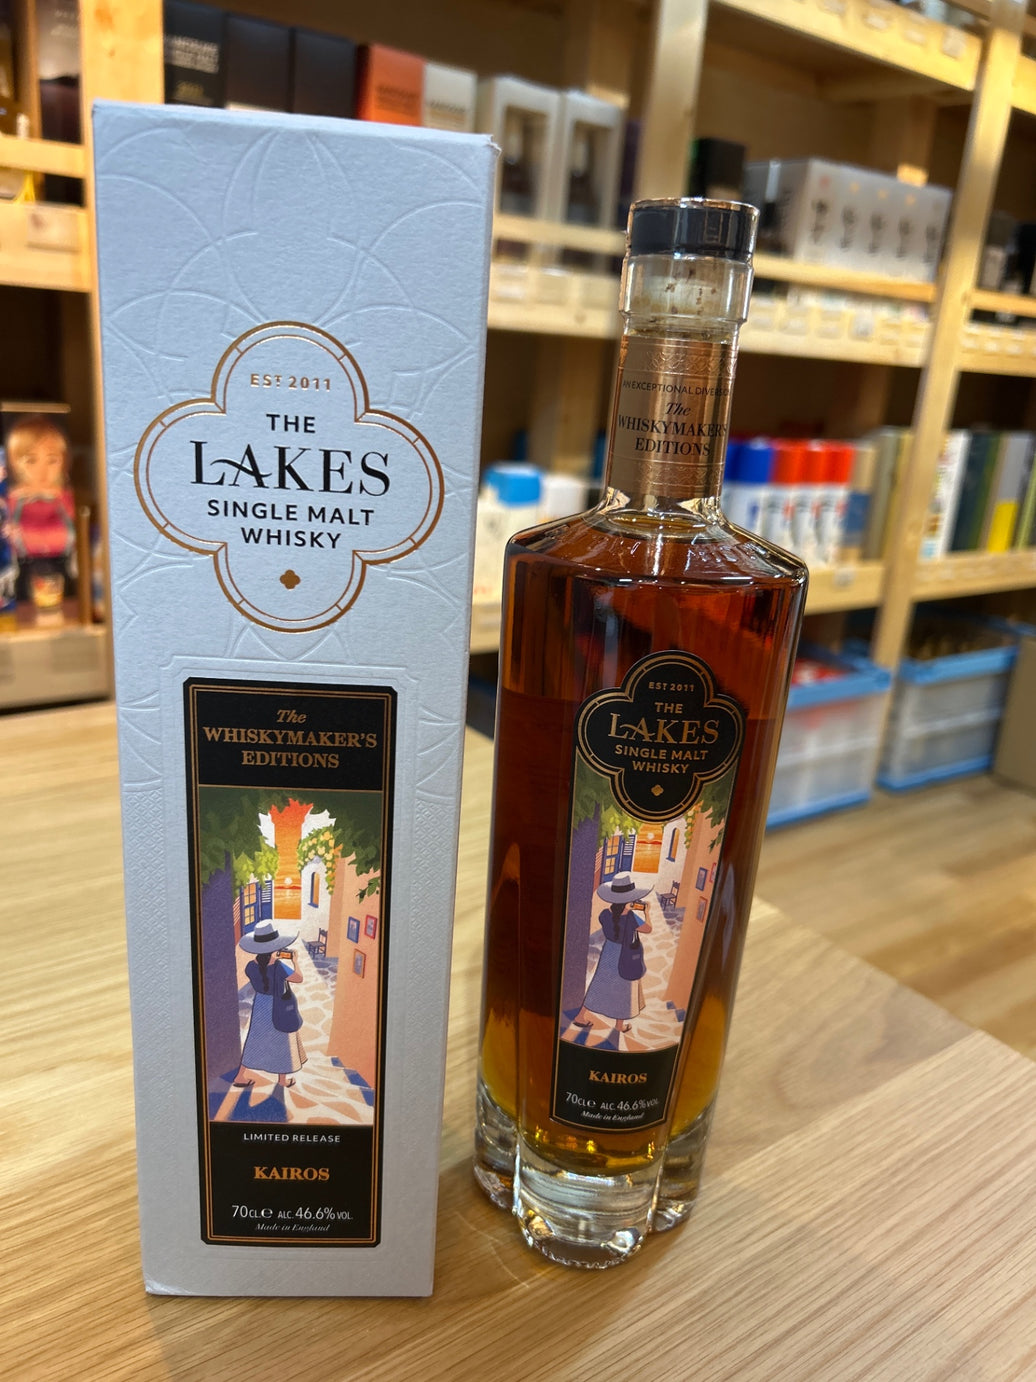 EST 2011
THE
LAKES
SINGLE MALT
WHISKY
The
WHISKYMAKER'S
EDITIONS
LIMITED RELEASE
KAIROS
70CL℮ ALC. 46.6% VOL.
Made in England
AN EXCEPTIONAL
The
WHISKYMAKER'S
EDITIONS
EST 2011
THE
LAKES
SINGLE MALT
WHISKY
KAIROS
70CL℮ ALC. 46.6% VOL.
Made in England